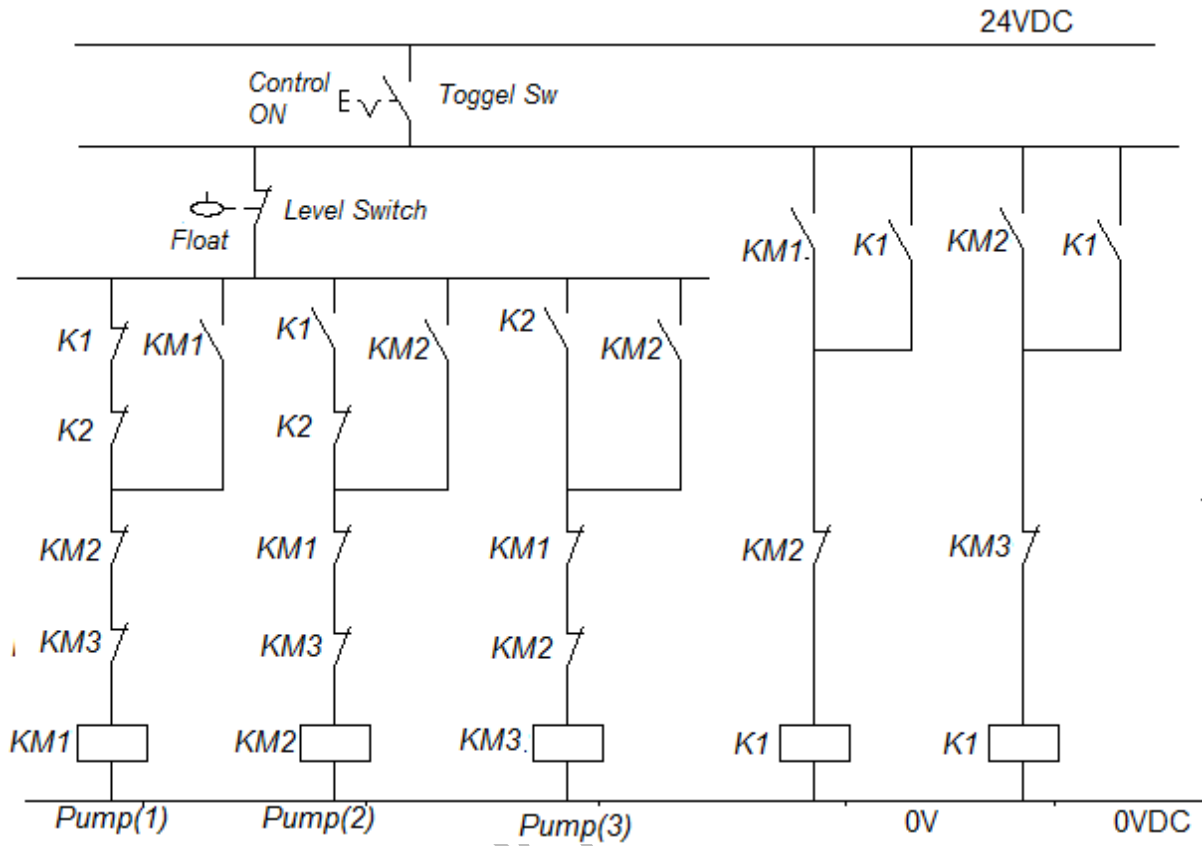 24VDC
Control
ON
E
Toggel Sw
Level Switch
Float
KM1.
K1
KM2
K1
K1
KM1
K1
KM2
K2
KM2
K2
K2
KM2
KM1
KM1
KM2
KM3
KM3
KM3
KM2
KM1
KM2
KM3.
K1
K1
Pump(1)
Pump(2)
Pump(3)
0V
0VDC